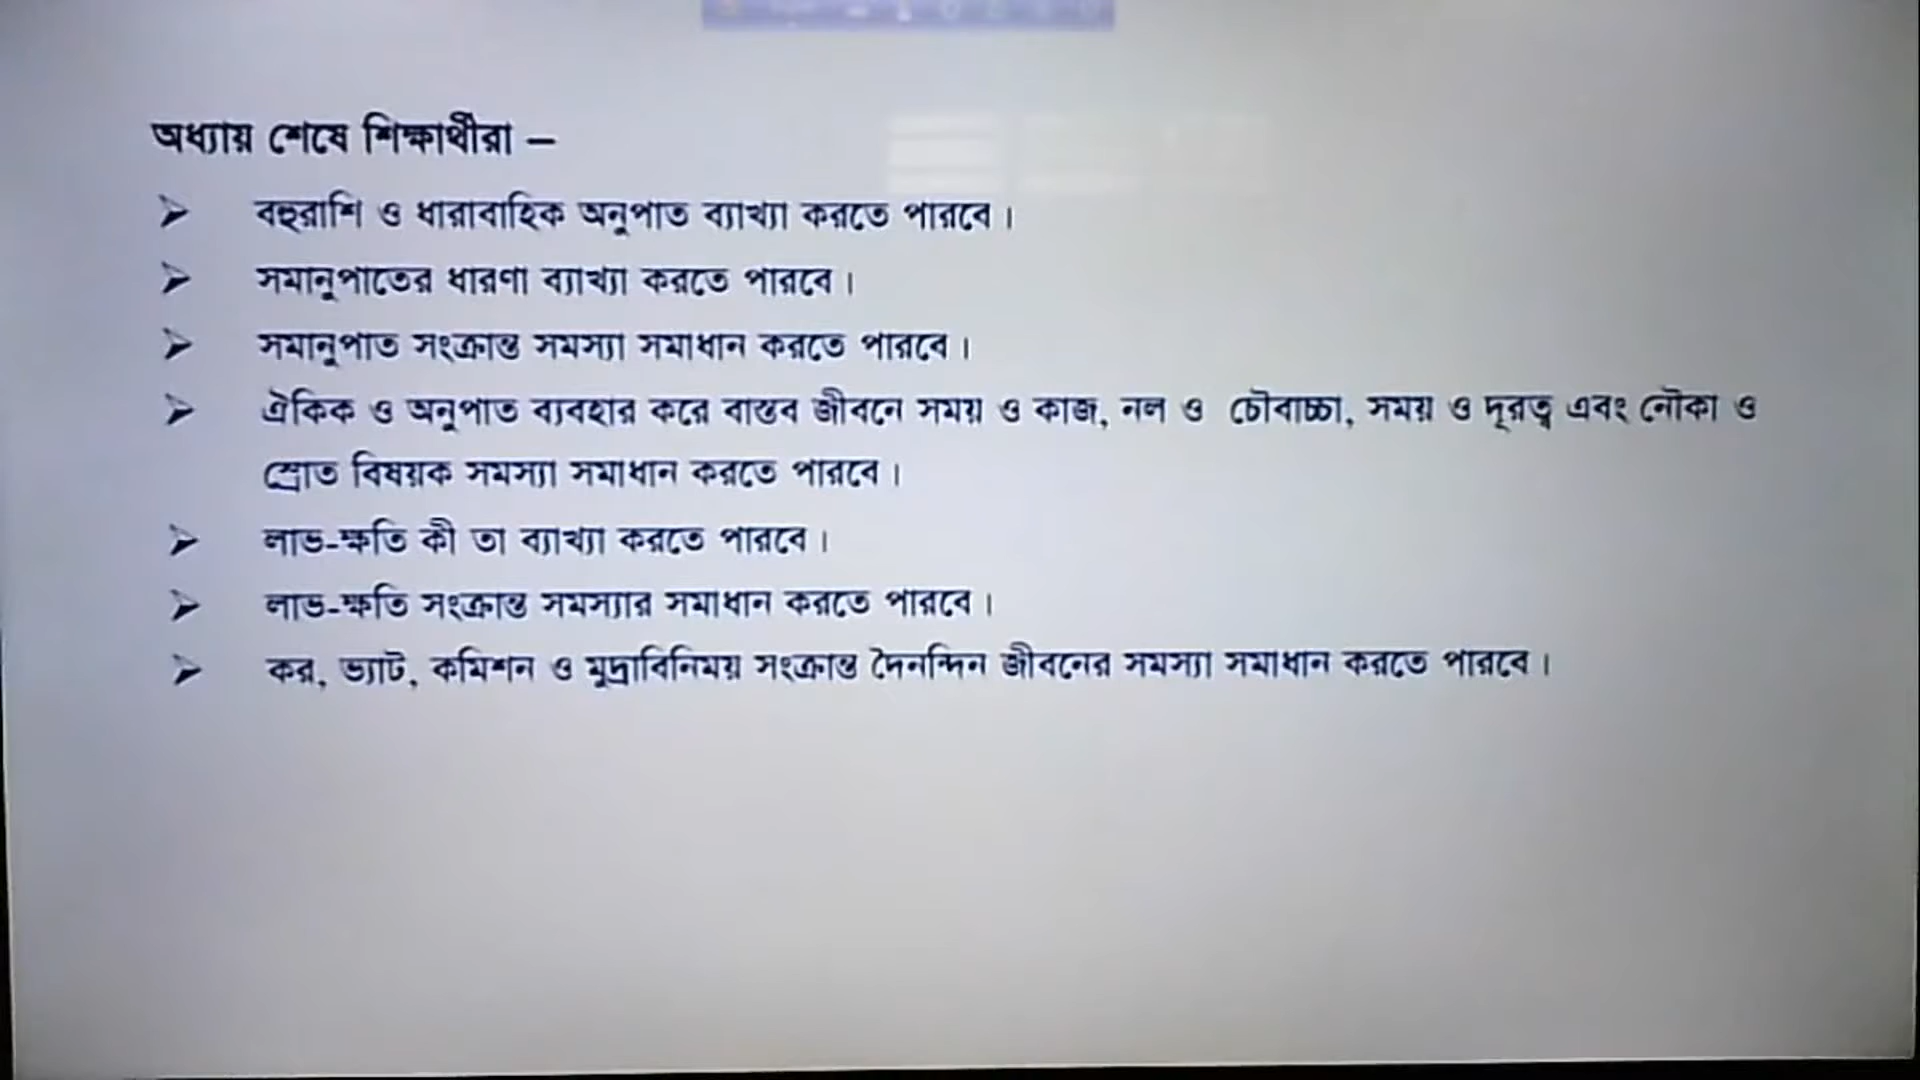 অধ্যায় শেষে শিক্ষার্থীরা –
➢ বহুরাশি ও ধারাবাহিক অনুপাত ব্যাখ্যা করতে পারবে।
➢ সমানুপাতের ধারণা ব্যাখ্যা করতে পারবে।
➢ সমানুপাত সংক্রান্ত সমস্যা সমাধান করতে পারবে।
➢ ঐকিক ও অনুপাত ব্যবহার করে বাস্তব জীবনে সময় ও কাজ, নল ও চৌবাচ্চা, সময় ও দূরত্ব এবং নৌকা ও
স্রোত বিষয়ক সমস্যা সমাধান করতে পারবে।
➢ লাভ-ক্ষতি কী তা ব্যাখ্যা করতে পারবে।
➢ লাভ-ক্ষতি সংক্রান্ত সমস্যার সমাধান করতে পারবে।
➢ কর, ভ্যাট, কমিশন ও মুদ্রাবিনিময় সংক্রান্ত দৈনন্দিন জীবনের সমস্যা সমাধান করতে পারবে।